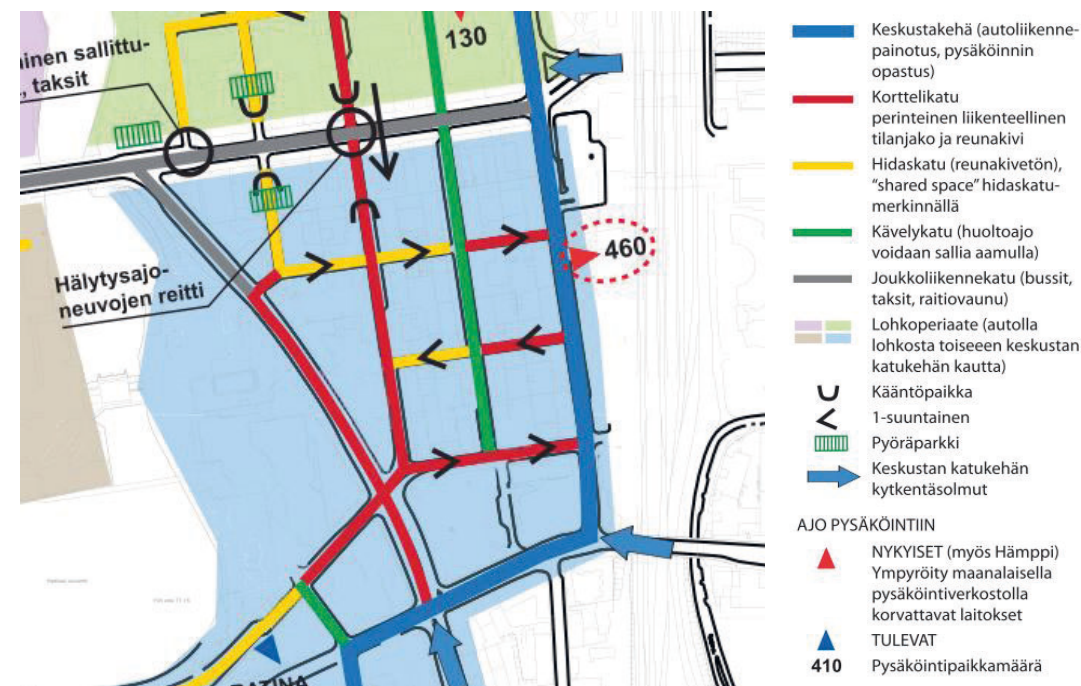 130
inen sallittu-
, taksit
460
Hälytysajo-
neuvojen reitti
Keskustakehä (autoliikenne-
painotus, pysäköinnin
opastus)
Korttelikatu
perinteinen liikenteellinen
tilanjako ja reunakivi
Hidaskatu (reunakivetön),
“shared space” hidaskatu-
merkinnällä
Kävelykatu (huoltoajo
voidaan sallia aamulla)
Joukkoliikennekatu (bussit,
taksit, raitiovaunu)
Lohkoperiaate (autolla
lohkosta toiseeen keskustan
katukehän kautta)
Kääntöpaikka
1-suuntainen
Pyöräparkki
Keskustan katukehän
kytkentäsolmut
AJO PYSÄKÖINTIIN
NYKYISET (myös Hämppi)
Ympyröity maanalaisella
pysäköintiverkostolla
korvattavat laitokset
TULEVAT
410 Pysäköintipaikkamäärä